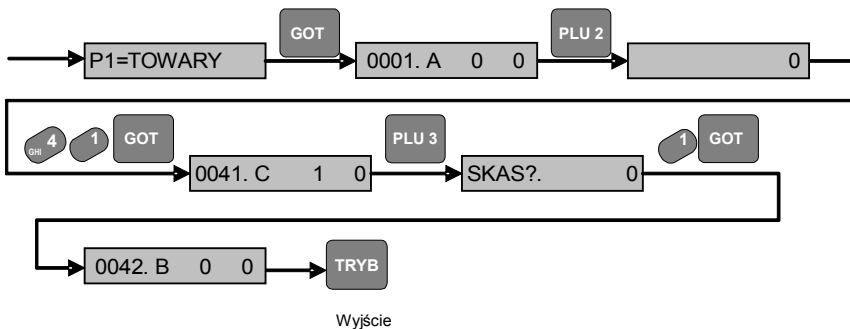 P1=TOWARY GOT 0001. A 0 0 PLU 2 0
GHI 4 1 GOT 0041. C 1 0 PLU 3 SKAS?. 0 1 GOT
0042. B 0 0 TRYB
Wyjście